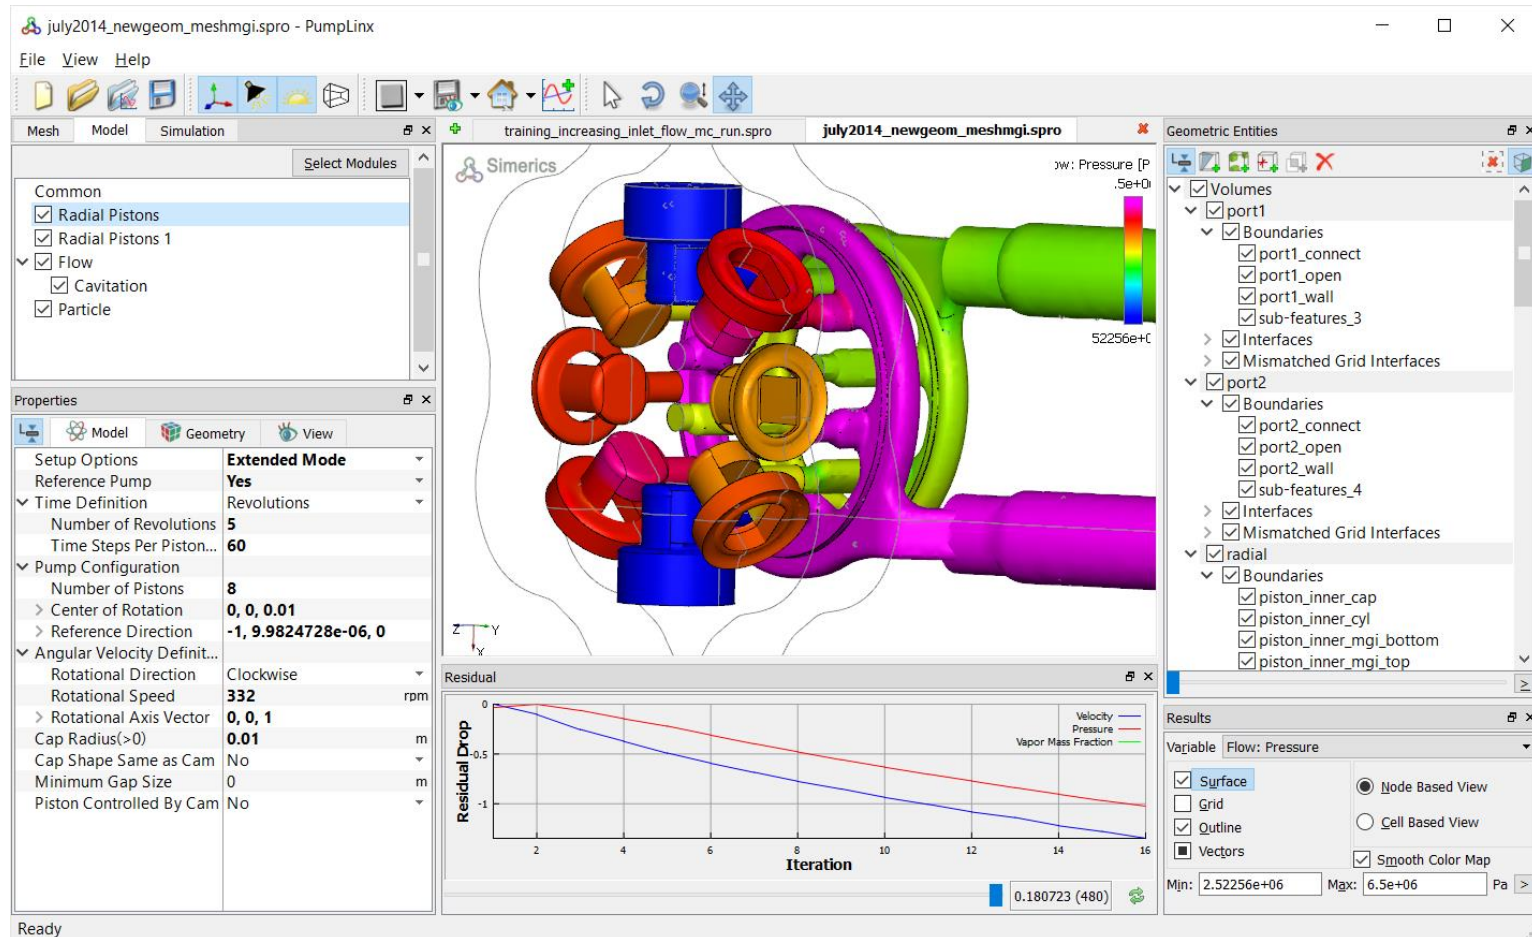 july2014_newgeom_meshmgi.spro - PumpLinx
File View Help
Mesh Model Simulation
Select Modules
Common
Radial Pistons
Radial Pistons 1
Flow
Cavitation
Particle
Properties
Model Geometry View
Setup Options Extended Mode
Reference Pump Yes
Time Definition Revolutions
Number of Revolutions 5
Time Steps Per Piston... 60
Pump Configuration
Number of Pistons 8
Center of Rotation 0, 0, 0.01
Reference Direction -1, 9.9824728e-06, 0
Angular Velocity Definit...
Rotational Direction Clockwise
Rotational Speed 332 rpm
Rotational Axis Vector 0, 0, 1
Cap Radius(>0) 0.01 m
Cap Shape Same as Cam No
Minimum Gap Size 0 m
Piston Controlled By Cam No
training_increasing_inlet_flow_mc_run.spro july2014_newgeom_meshmgi.spro
Simerics
ow: Pressure [P
.5e+0
52256e+0
Z Y
X
Residual
Residual Drop
0
-0.5
-1
Velocity
Pressure
Vapor Mass Fraction
2 4 6 8 10 12 14 16
Iteration
0.180723 (480)
Geometric Entities
Volumes
port1
Boundaries
port1_connect
port1_open
port1_wall
sub-features_3
Interfaces
Mismatched Grid Interfaces
port2
Boundaries
port2_connect
port2_open
port2_wall
sub-features_4
Interfaces
Mismatched Grid Interfaces
radial
Boundaries
piston_inner_cap
piston_inner_cyl
piston_inner_mgi_bottom
piston_inner_mgi_top
Results
Variable Flow: Pressure
Surface
Grid
Outline
Vectors
Node Based View
Cell Based View
Smooth Color Map
Min: 2.52256e+06 Max: 6.5e+06 Pa >
Ready